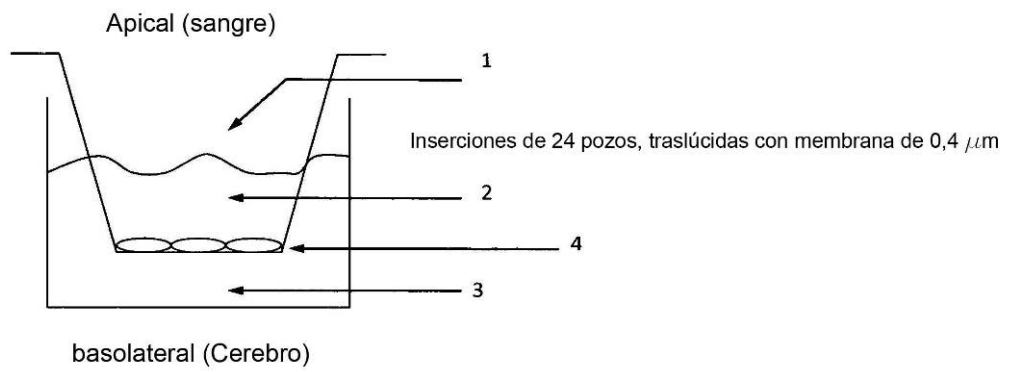 Apical (sangre)
1
Inserciones de 24 pozos, traslúcidas con membrana de 0,4 μm
2
4
3
basolateral (Cerebro)